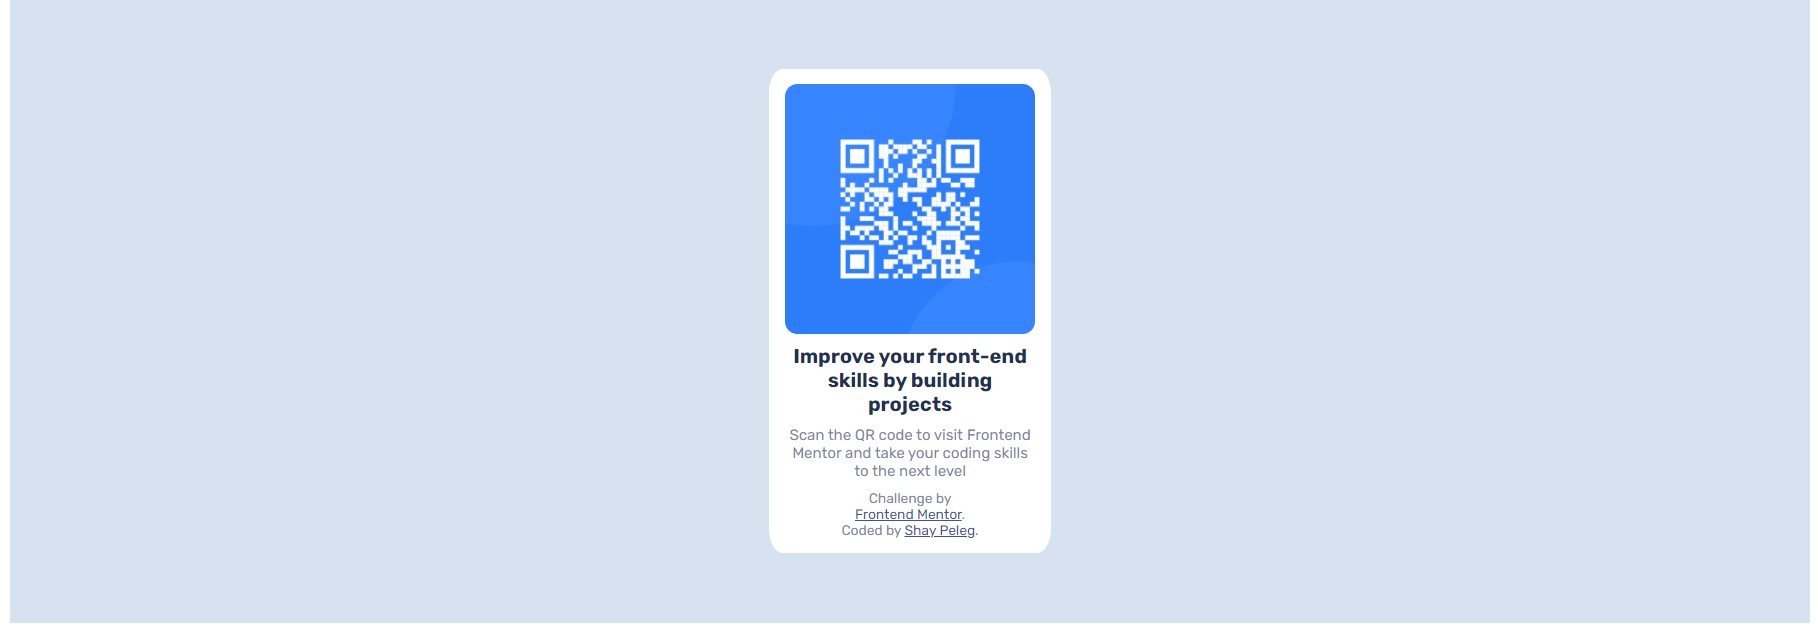 Improve your front-end
skills by building
projects
Scan the QR code to visit Frontend
Mentor and take your coding skills
to the next level
Challenge by
Frontend Mentor.
Coded by Shay Peleg.